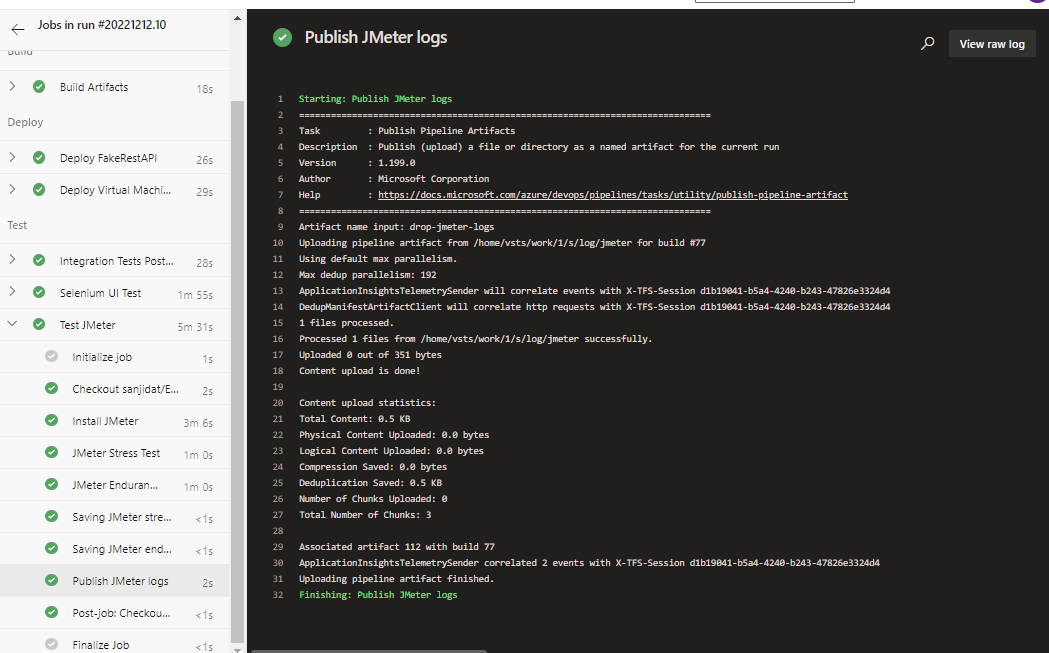 Jobs in run #20221212.10
Build
Build Artifacts 18s
Deploy
Deploy FakeRestAPI 26s
Deploy Virtual Machi... 29s
Test
Integration Tests Post... 28s
Selenium UI Test 1m 55s
Test JMeter 5m 31s
Initialize job 1s
Checkout sanjidat/E... 2s
Install JMeter 3m 6s
JMeter Stress Test 1m 0s
JMeter Enduran... 1m 0s
Saving JMeter stre... <1s
Saving JMeter end... <1s
Publish JMeter logs 2s
Post-job: Checkou... <1s
Finalize Job <1s
Publish JMeter logs
View raw log
1 Starting: Publish JMeter logs
2 ==============================================================================
3 Task : Publish Pipeline Artifacts
4 Description : Publish (upload) a file or directory as a named artifact for the current run
5 Version : 1.199.0
6 Author : Microsoft Corporation
7 Help : https://docs.microsoft.com/azure/devops/pipelines/tasks/utility/publish-pipeline-artifact
8 ==============================================================================
9 Artifact name input: drop-jmeter-logs
10 Uploading pipeline artifact from /home/vsts/work/1/s/log/jmeter for build #77
11 Using default max parallelism.
12 Max dedup parallelism: 192
13 ApplicationInsightsTelemetrySender will correlate events with X-TFS-Session d1b19041-b5a4-4240-b243-47826e3324d4
14 DedupManifestArtifactClient will correlate http requests with X-TFS-Session d1b19041-b5a4-4240-b243-47826e3324d4
15 1 files processed.
16 Processed 1 files from /home/vsts/work/1/s/log/jmeter successfully.
17 Uploaded 0 out of 351 bytes
18 Content upload is done!
19
20 Content upload statistics:
21 Total Content: 0.5 KB
22 Physical Content Uploaded: 0.0 bytes
23 Logical Content Uploaded: 0.0 bytes
24 Compression Saved: 0.0 bytes
25 Deduplication Saved: 0.5 KB
26 Number of Chunks Uploaded: 0
27 Total Number of Chunks: 3
28
29 Associated artifact 112 with build 77
30 ApplicationInsightsTelemetrySender correlated 2 events with X-TFS-Session d1b19041-b5a4-4240-b243-47826e3324d4
31 Uploading pipeline artifact finished.
32 Finishing: Publish JMeter logs